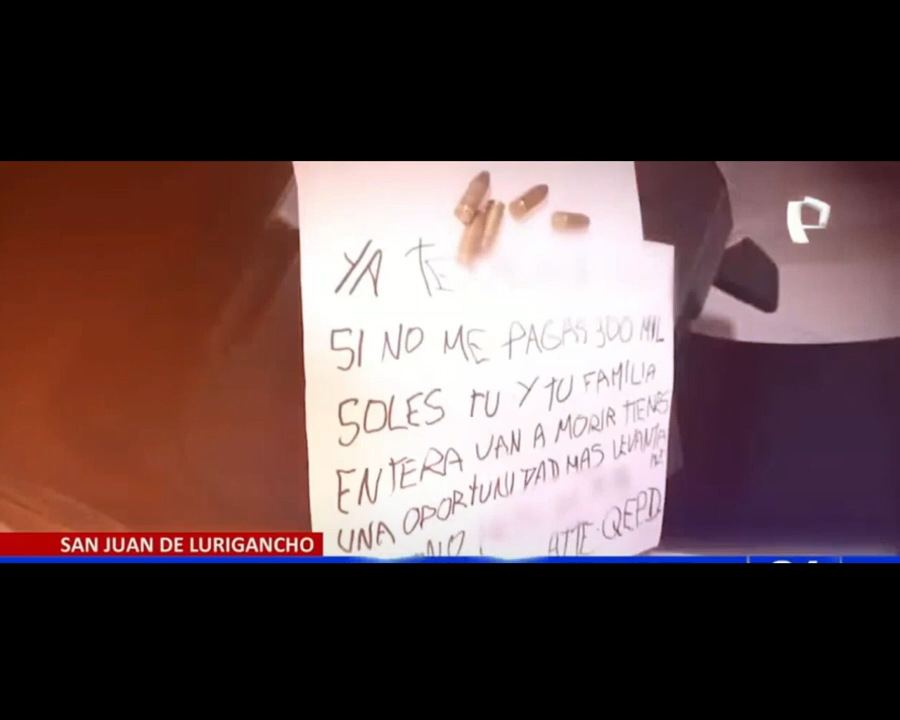 YA TE
SI NO ME PAGAS 300 MIL
SOLES TU Y TU FAMILIA
ENTERA VAN A MORIR TIENES
UNA OPORTUNIDAD MAS LEVANTA
ATTE·QEPD
SAN JUAN DE LURIGANCHO